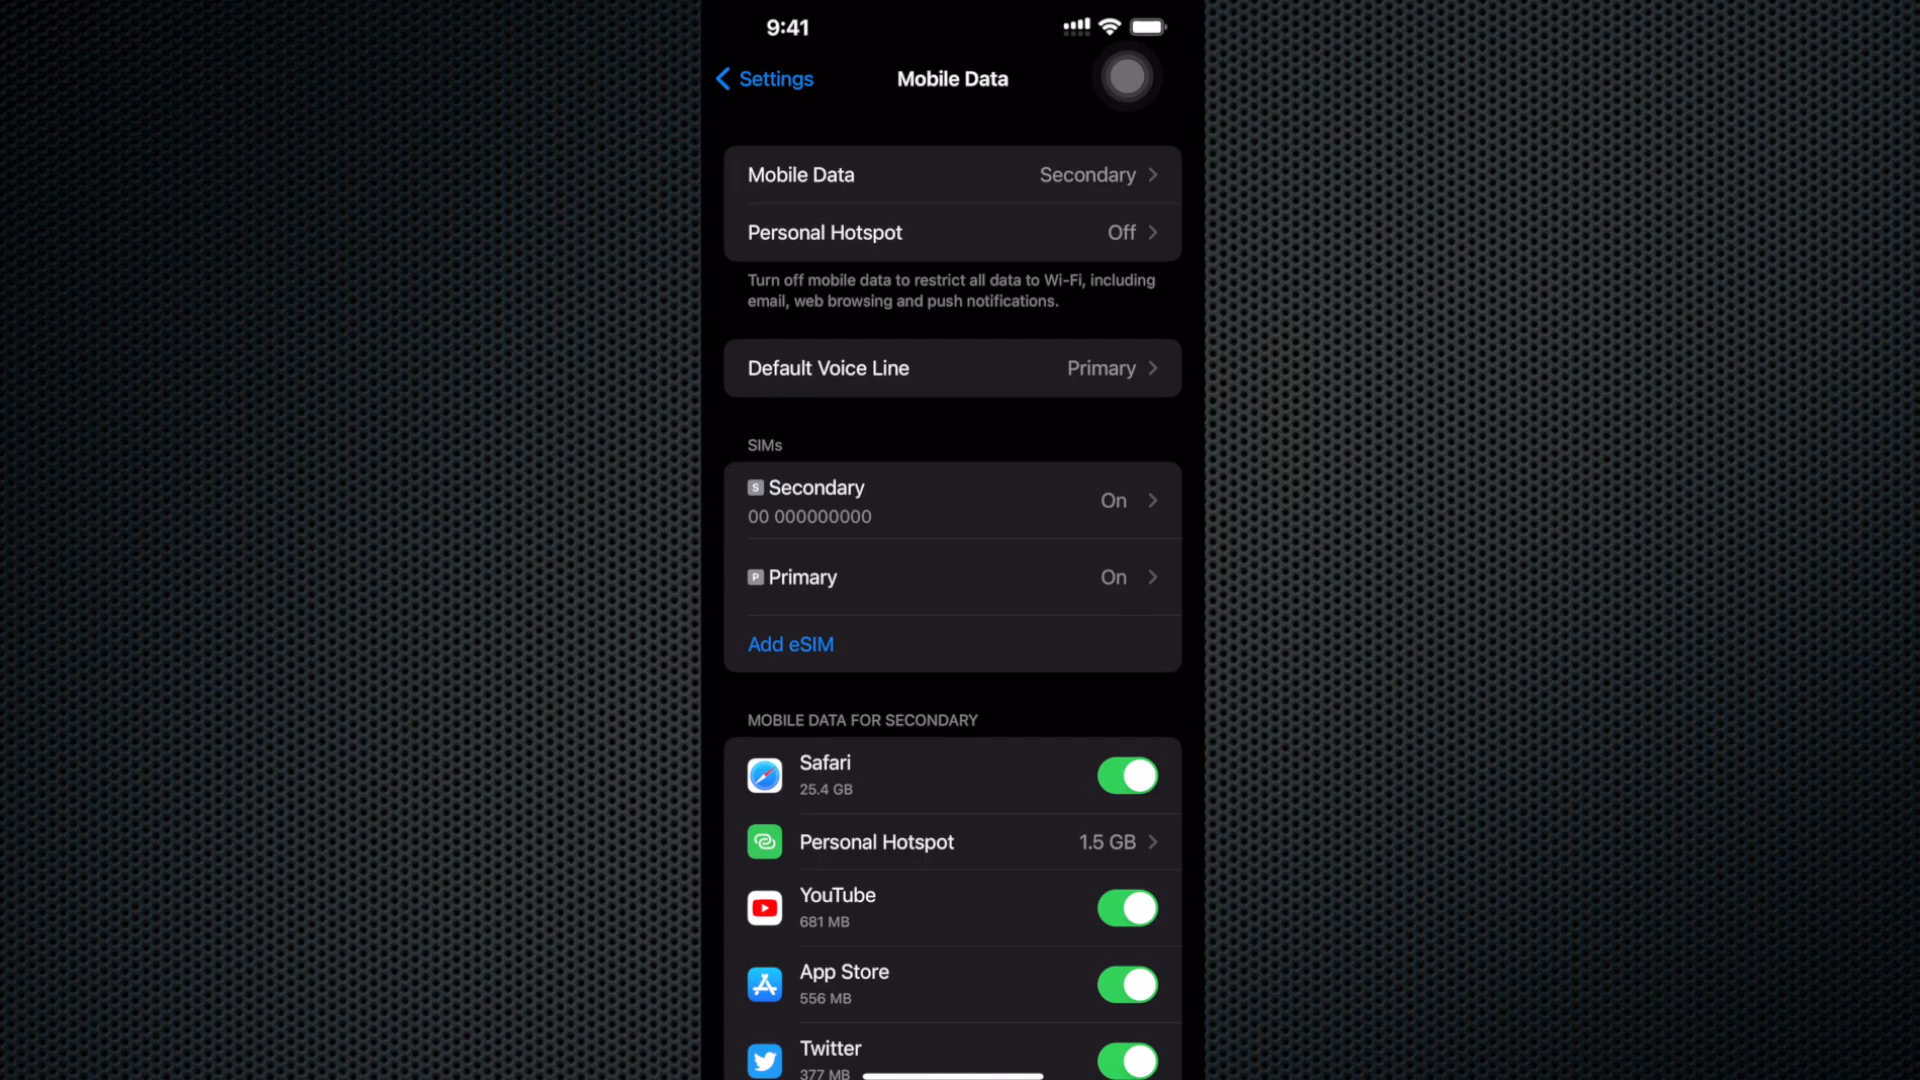 9:41
Settings
Mobile Data
Mobile Data Secondary
Personal Hotspot Off
Turn off mobile data to restrict all data to Wi-Fi, including
email, web browsing and push notifications.
Default Voice Line Primary
SIMs
S Secondary On
00 000000000
P Primary On
Add eSIM
MOBILE DATA FOR SECONDARY
Safari
25.4 GB
Personal Hotspot 1.5 GB
YouTube
681 MB
App Store
556 MB
Twitter
377 MB